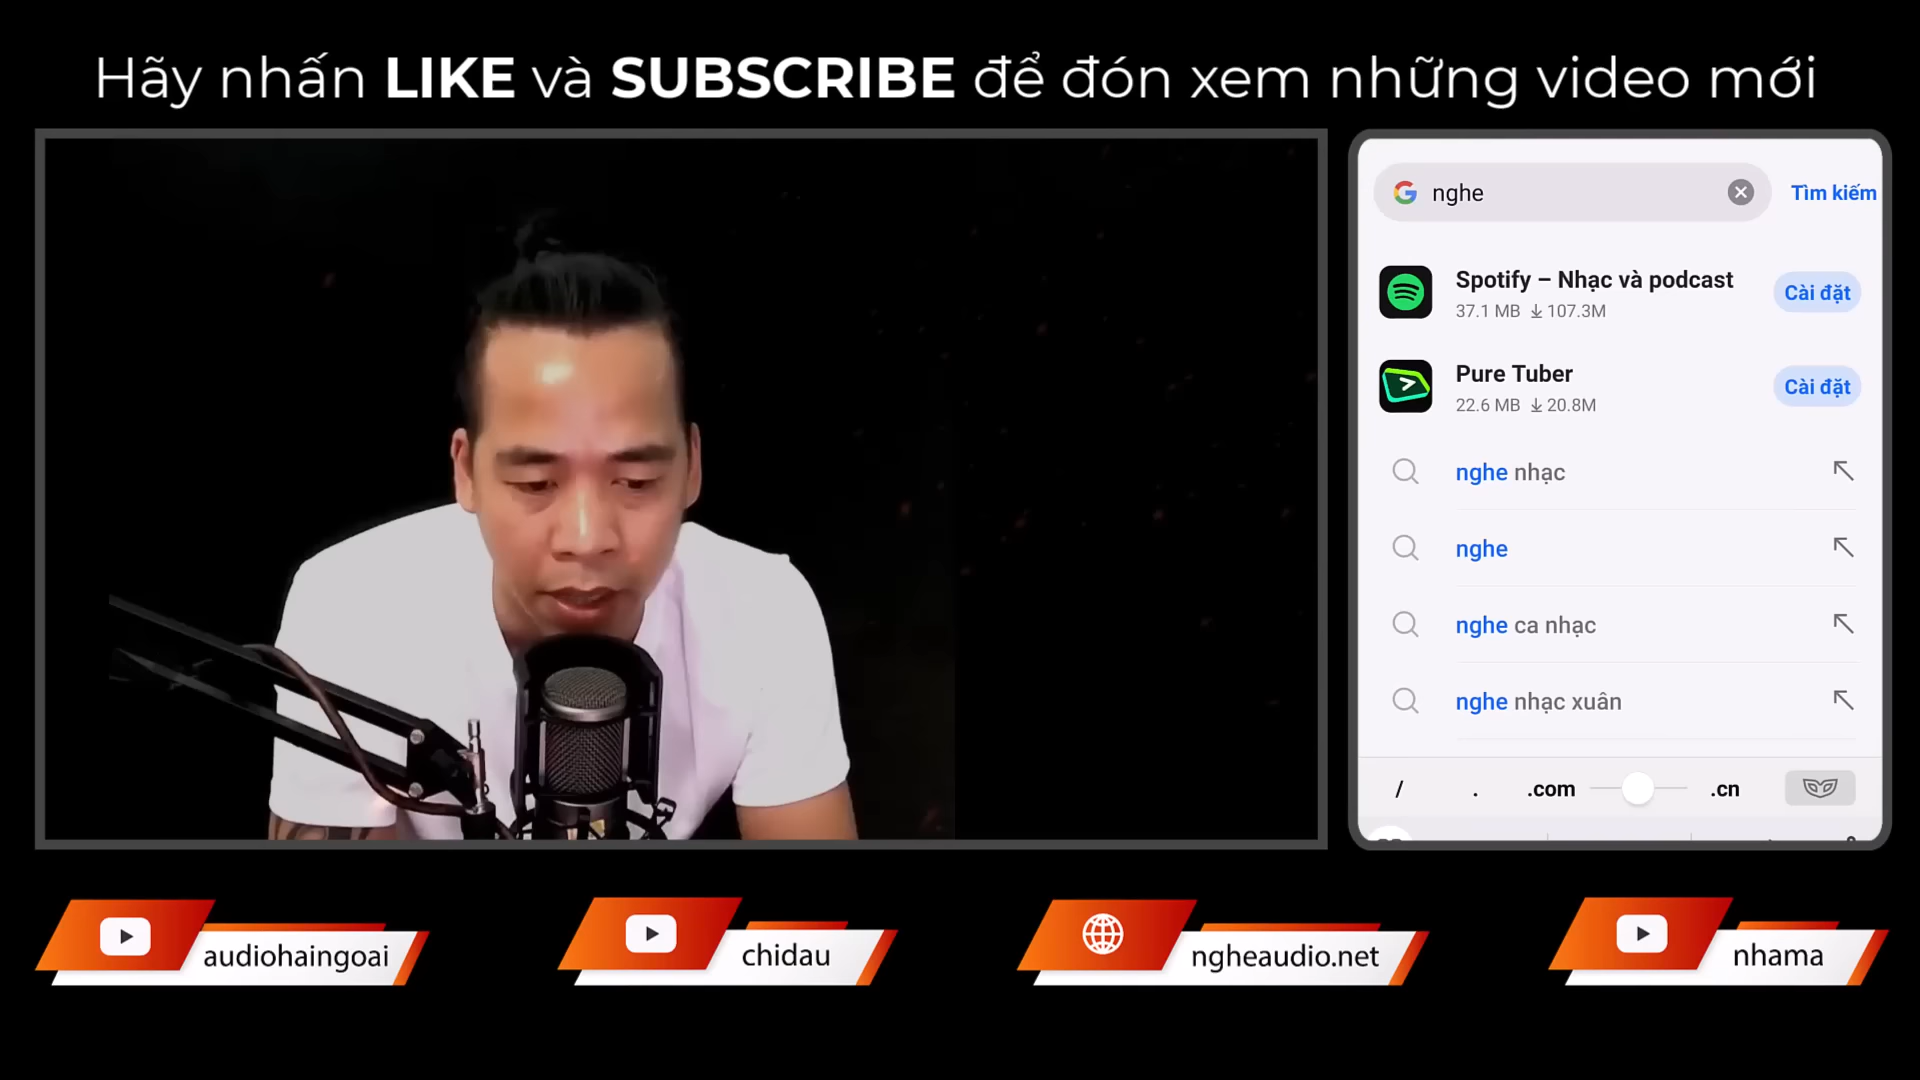 Hãy nhấn LIKE và SUBSCRIBE để đón xem những video mới
nghe
Tìm kiếm
Spotify – Nhạc và podcast
37.1 MB 107.3M
Cài đặt
Pure Tuber
22.6 MB 20.8M
Cài đặt
nghe nhạc
nghe
nghe ca nhạc
nghe nhạc xuân
/ . .com .cn
audiohaingoai
chidau
ngheaudio.net
nhama